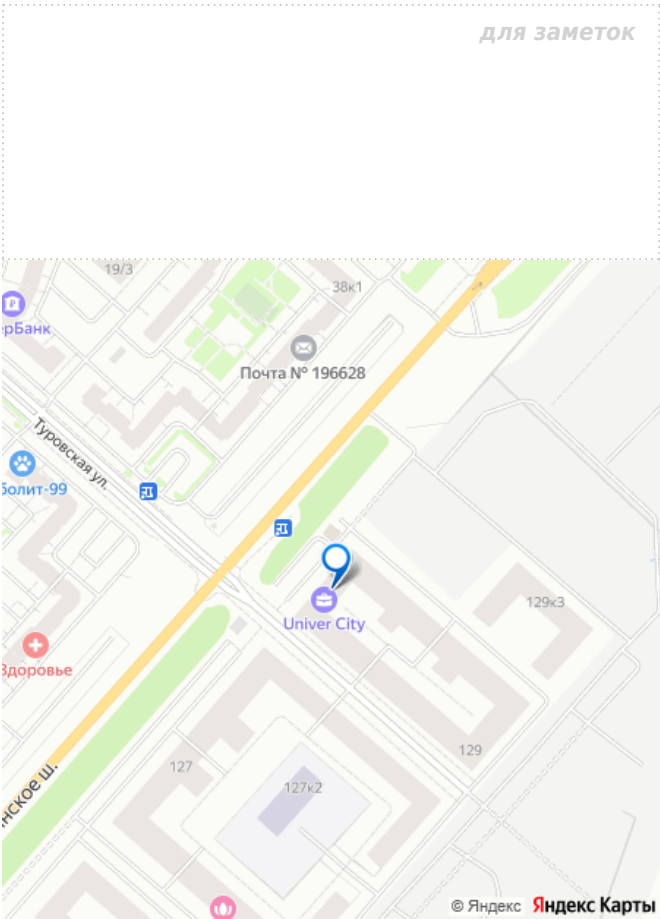 для заметок
19/3
38к1
ерБанк
Почта № 196628
Туровская ул.
болит-99
129к3
Univer City
Здоровье
129
127
127к2
нское ш.
© Яндекс Яндекс Карты